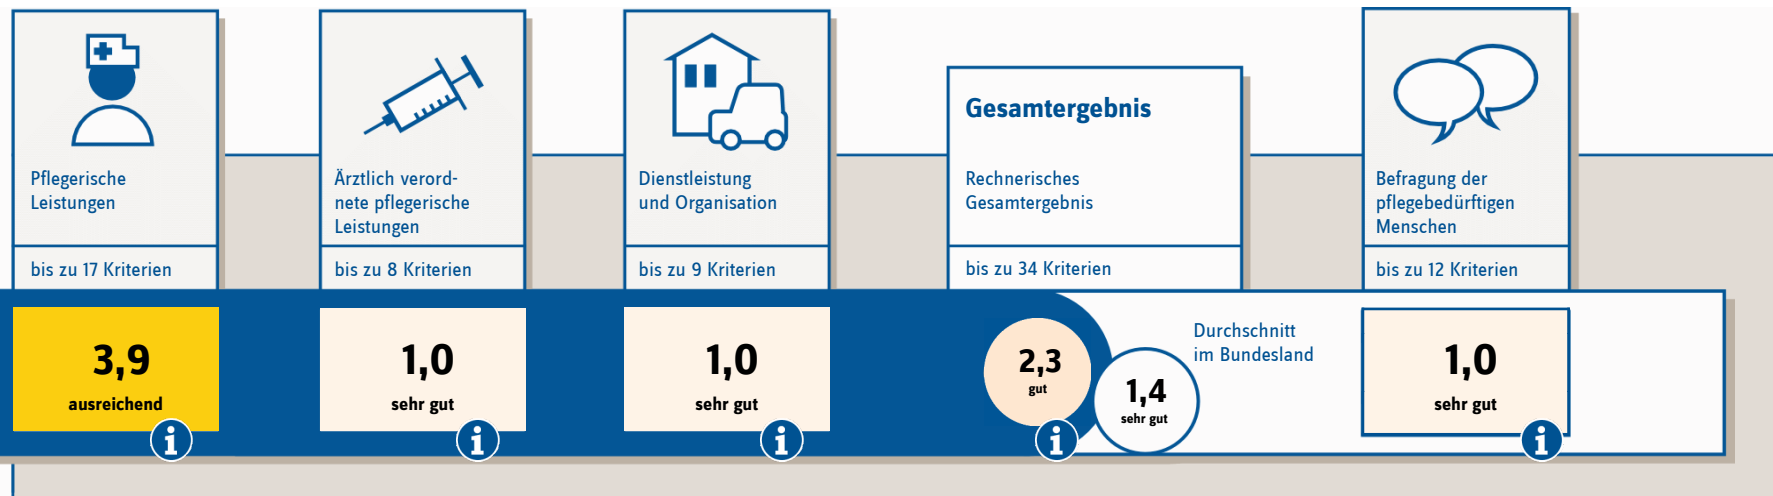 Pflegerische
Leistungen
bis zu 17 Kriterien
3,9
ausreichend
i
Ärztlich verord-
nete pflegerische
Leistungen
bis zu 8 Kriterien
1,0
sehr gut
i
Dienstleistung
und Organisation
bis zu 9 Kriterien
1,0
sehr gut
i
Gesamtergebnis
Rechnerisches
Gesamtergebnis
bis zu 34 Kriterien
2,3
gut
i
Durchschnitt
im Bundesland
1,4
sehr gut
Befragung der
pflegebedürftigen
Menschen
bis zu 12 Kriterien
1,0
sehr gut
i